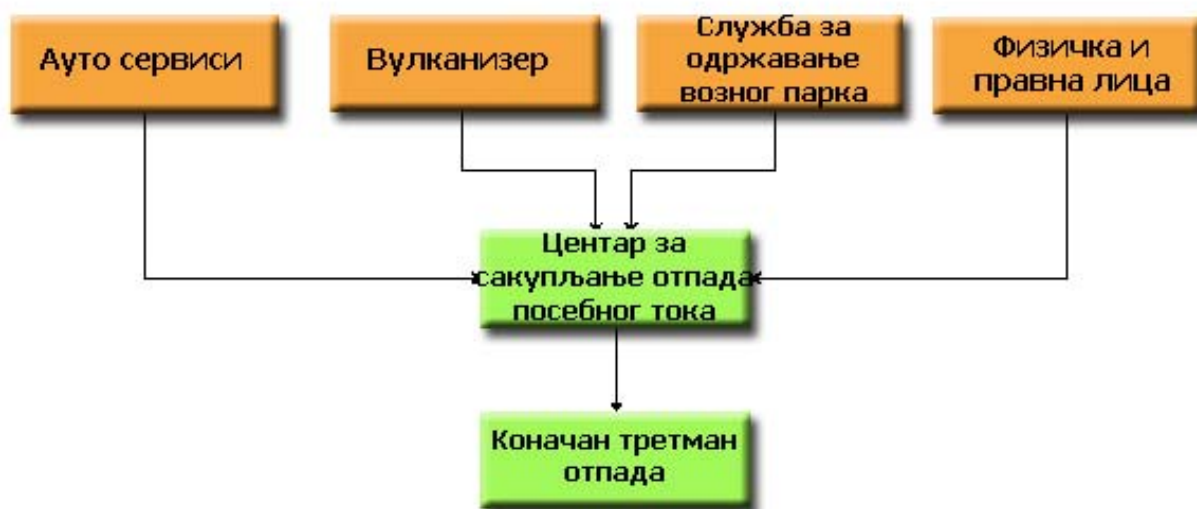 Ауто сервиси
Вулканизер
Служба за
одржавање
возног парка
Физичка и
правна лица
Центар за
сакупљање отпада
посебног тока
Коначан третман
отпада